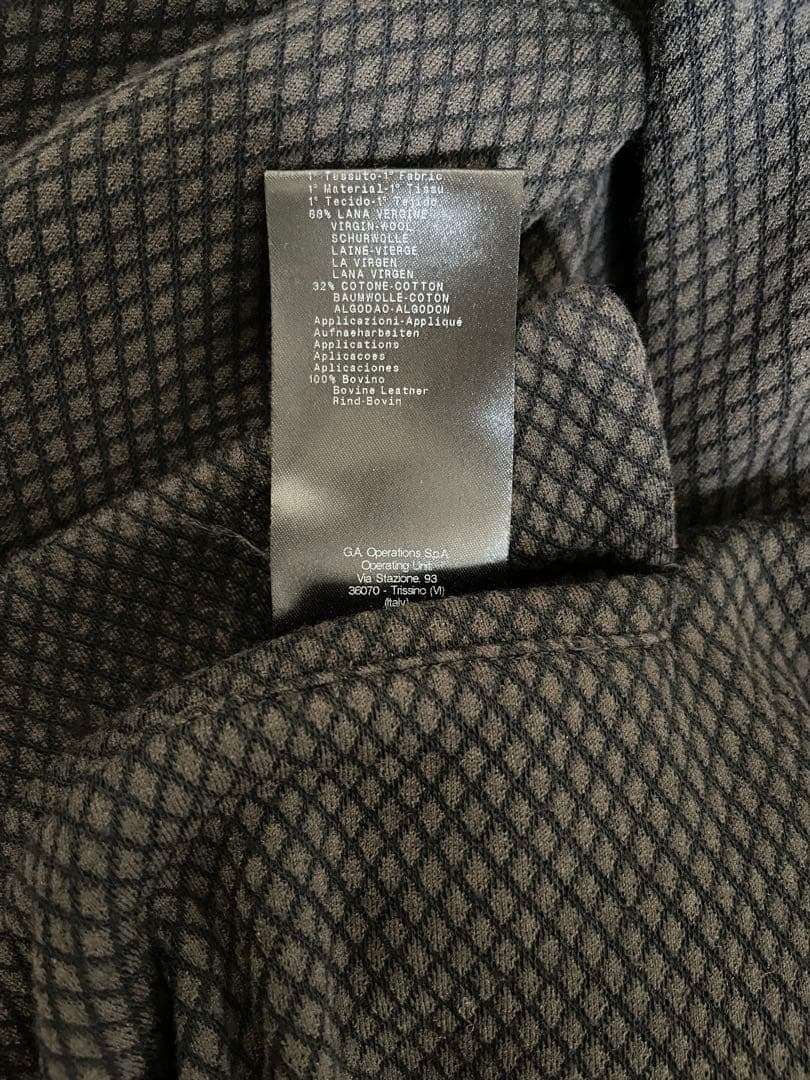 1° Tessuto-1° Fabric
1° Material-1° Tissu
1° Tecido-1° Tejido
68% LANA VERGINE
VIRGIN-WOOL
SCHURWOLLE
LAINE-VIERGE
LA VIRGEN
LANA VIRGEN
32% COTONE-COTTON
BAUMWOLLE-COTON
ALGODAO-ALGODON
Applicazioni-Appliqué
Aufnaeharbeiten
Applications
Aplicacoes
Aplicaciones
100% Bovino
Bovine Leather
Rind-Bovin
G.A. Operations S.p.A
Operating Unit
Via Stazione, 93
36070 - Trissino (VI)
(Italy)